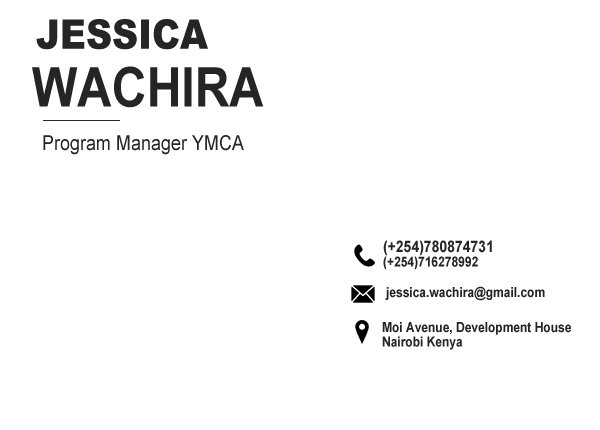 JESSICA
WACHIRA
Program Manager YMCA
(+254)780874731
(+254)716278992
jessica.wachira@gmail.com
Moi Avenue, Development House
Nairobi Kenya